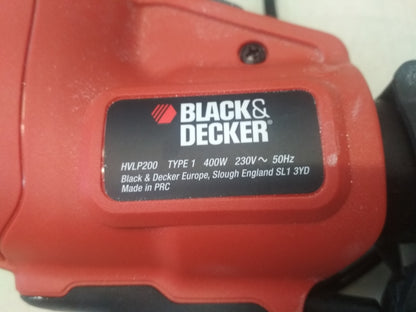 BLACK&
DECKER®
HVLP200 TYPE 1 400W 230V~ 50Hz
Black & Decker Europe, Slough England SL1 3YD
Made in PRC